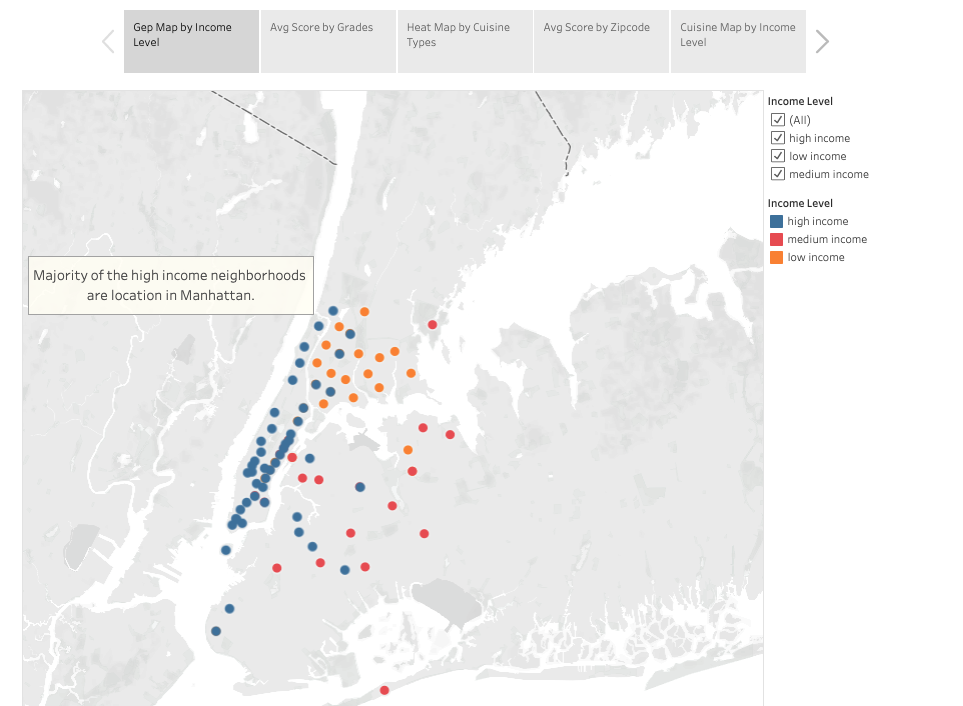 Gep Map by Income
Level
Avg Score by Grades
Heat Map by Cuisine
Types
Avg Score by Zipcode
Cuisine Map by Income
Level
Income Level
(All)
high income
low income
medium income
Income Level
high income
medium income
low income
Majority of the high income neighborhoods
are location in Manhattan.